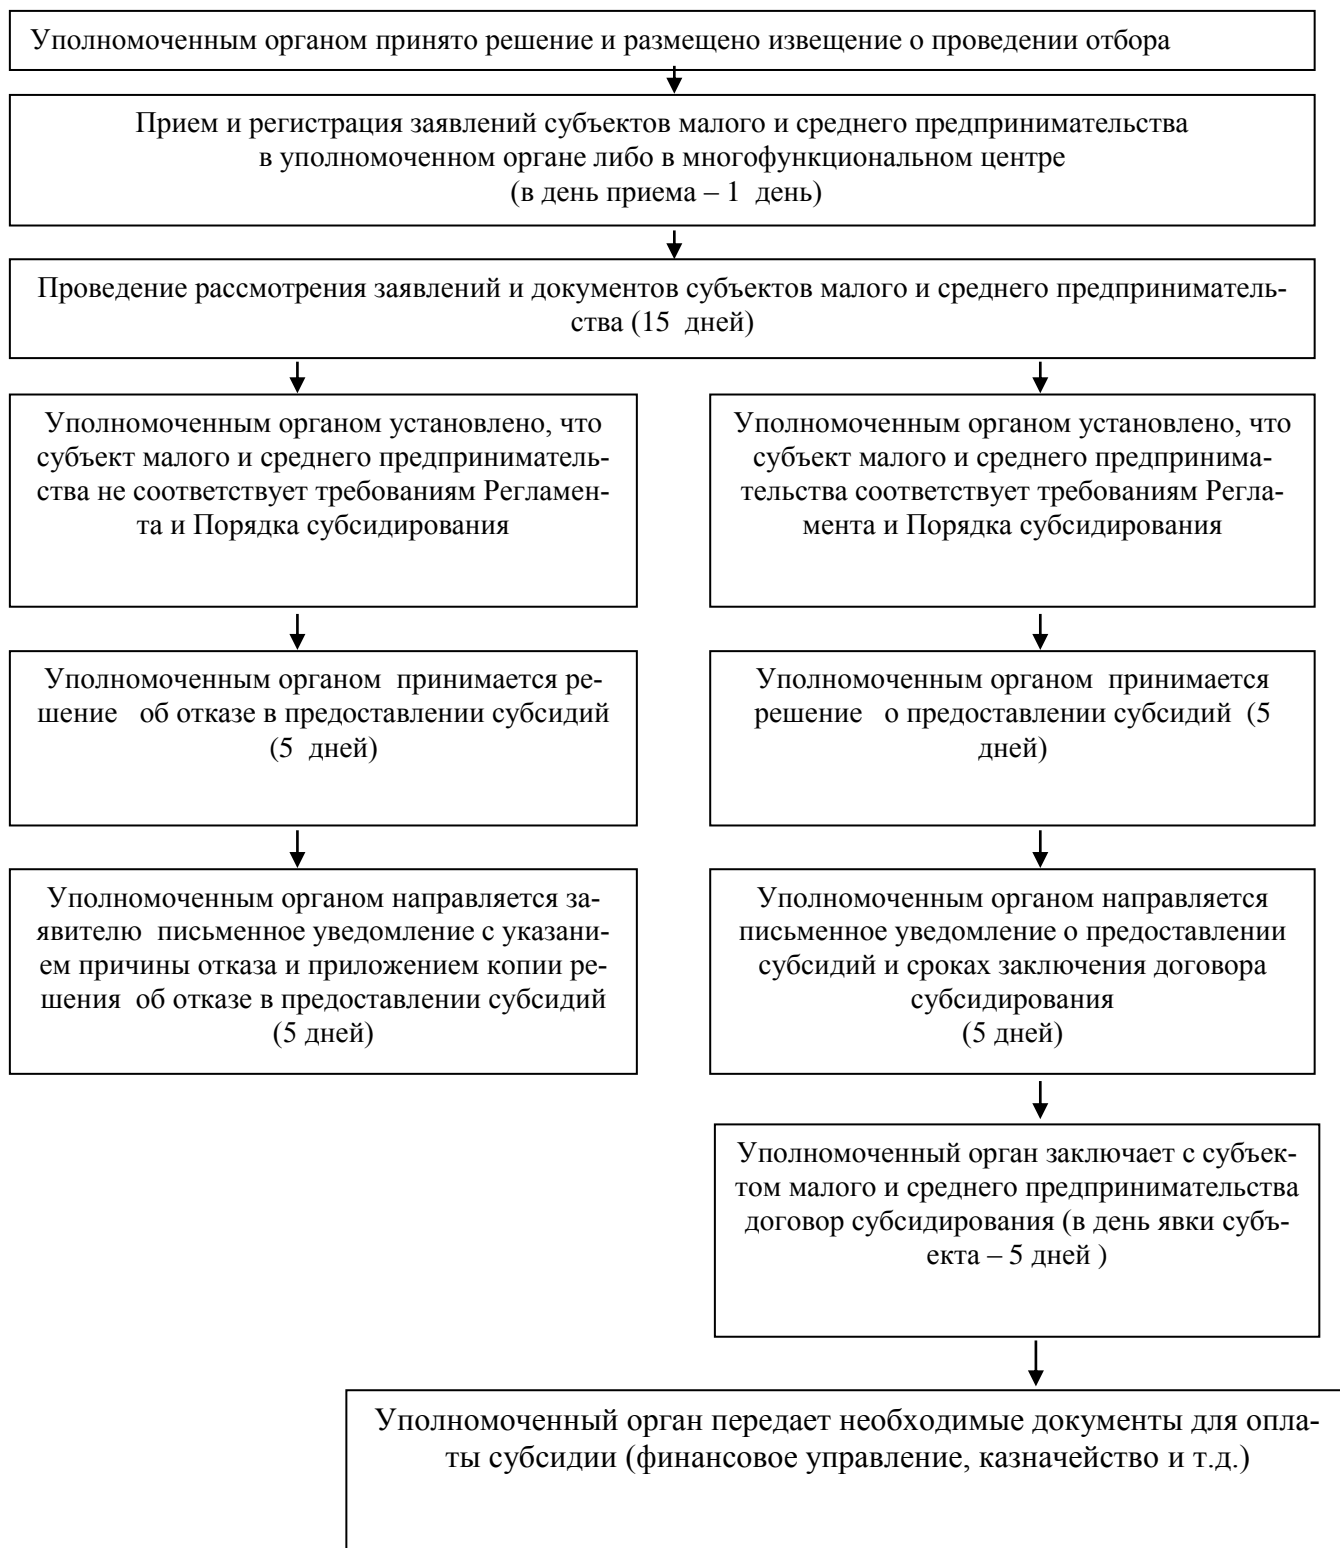 Уполномоченным органом принято решение и размещено извещение о проведении отбора
Прием и регистрация заявлений субъектов малого и среднего предпринимательства
в уполномоченном органе либо в многофункциональном центре
(в день приема – 1 день)
Проведение рассмотрения заявлений и документов субъектов малого и среднего предприниматель-
ства (15 дней)
Уполномоченным органом установлено, что
субъект малого и среднего предприниматель-
ства не соответствует требованиям Регламен-
та и Порядка субсидирования
Уполномоченным органом установлено, что
субъект малого и среднего предпринима-
тельства соответствует требованиям Регла-
мента и Порядка субсидирования
Уполномоченным органом принимается ре-
шение об отказе в предоставлении субсидий
(5 дней)
Уполномоченным органом принимается
решение о предоставлении субсидий (5
дней)
Уполномоченным органом направляется за-
явителю письменное уведомление с указани-
ем причины отказа и приложением копии ре-
шения об отказе в предоставлении субсидий
(5 дней)
Уполномоченным органом направляется
письменное уведомление о предоставлении
субсидий и сроках заключения договора
субсидирования
(5 дней)
Уполномоченный орган заключает с субъек-
том малого и среднего предпринимательства
договор субсидирования (в день явки субъ-
екта – 5 дней )
Уполномоченный орган передает необходимые документы для опла-
ты субсидии (финансовое управление, казначейство и т.д.)